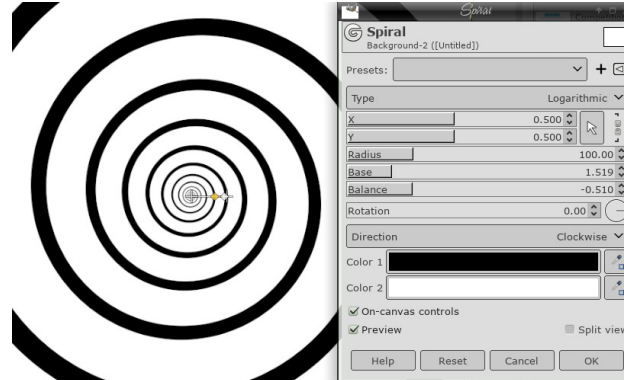 Spiral
Spiral
Background-2 ([Untitled])
Presets:
Type Logarithmic
X 0.500
Y 0.500
Radius 100.00
Base 1.519
Balance -0.510
Rotation 0.00
Direction Clockwise
Color 1
Color 2
On-canvas controls
Preview Split view
Help Reset Cancel OK